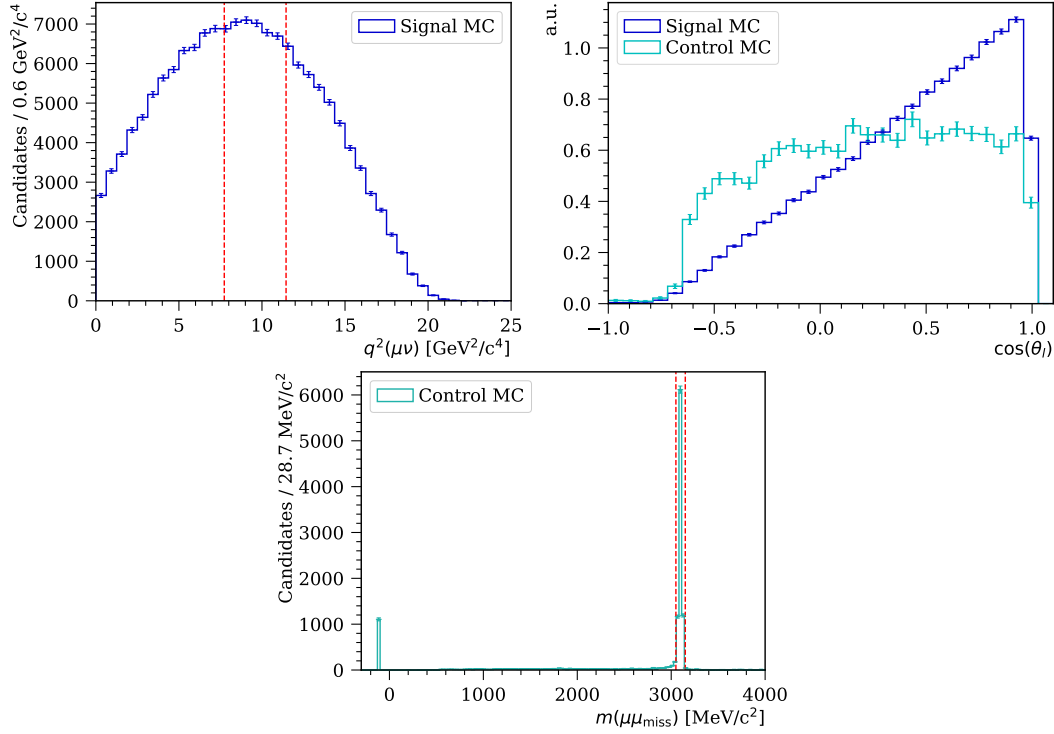 Candidates / 0.6 GeV²/c⁴
7000
6000
5000
4000
3000
2000
1000
0
Signal MC
0 5 10 15 20 25
q²(μν) [GeV²/c⁴]
a.u.
1.0
0.8
0.6
0.4
0.2
0.0
Signal MC
Control MC
−1.0 −0.5 0.0 0.5 1.0
cos(θₗ)
Candidates / 28.7 MeV/c²
6000
5000
4000
3000
2000
1000
0
Control MC
0 1000 2000 3000 4000
m(μμmiss) [MeV/c²]